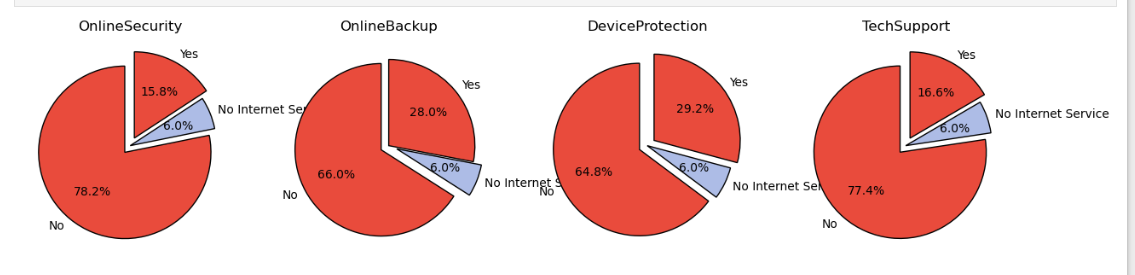 OnlineSecurity
Yes
15.8%
No Internet Ser
6.0%
78.2%
No
OnlineBackup
Yes
28.0%
6.0%
No Internet S
66.0%
No
DeviceProtection
Yes
29.2%
6.0%
No Internet Ser
64.8%
No
TechSupport
Yes
16.6%
No Internet Service
6.0%
77.4%
No